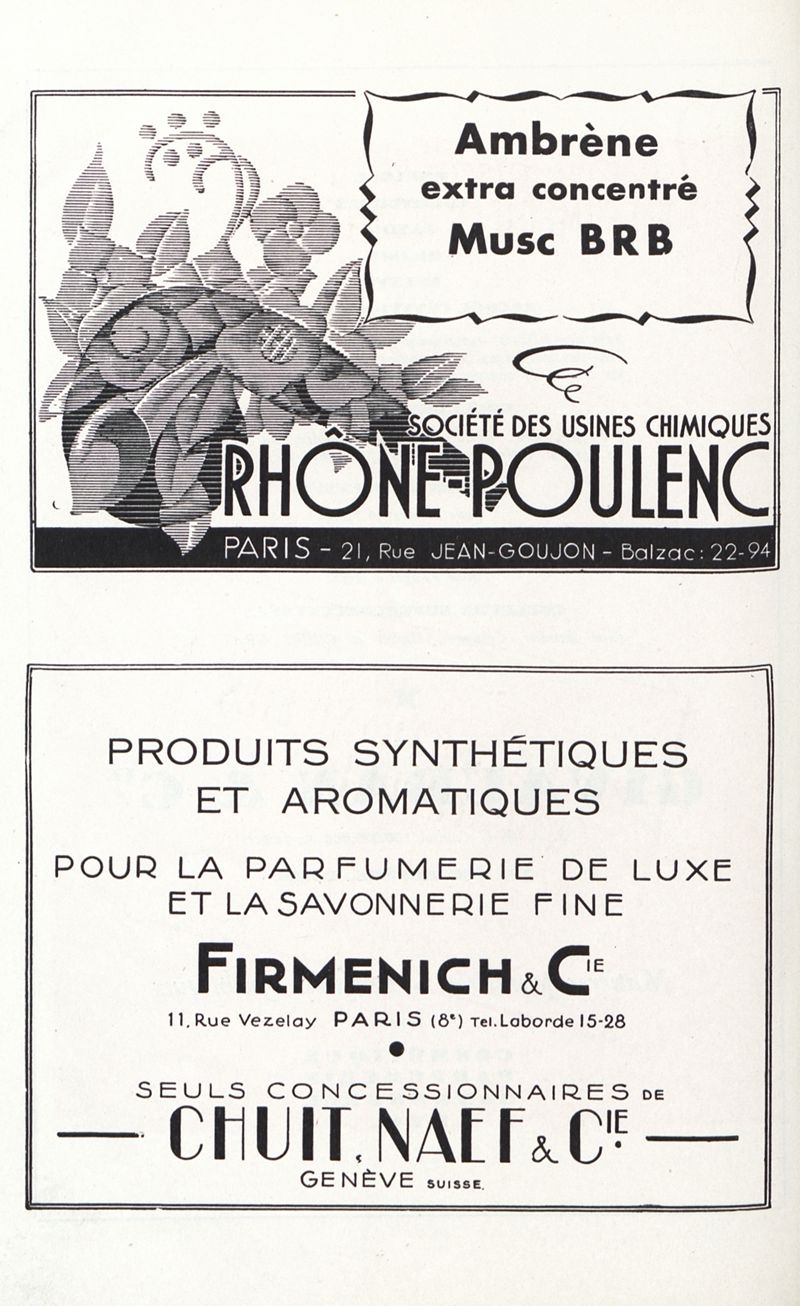 Ambrène
extra concentré
Musc BRB
SOCIÉTÉ DES USINES CHIMIQUES
RHÔNE-POULENC
PARIS - 21, Rue JEAN-GOUJON - Balzac: 22-94
PRODUITS SYNTHÉTIQUES
ET AROMATIQUES
POUR LA PARFUMERIE DE LUXE
ET LA SAVONNERIE FINE
FIRMENICH & CIE
11, Rue Vezelay PARIS (8e) Tel. Laborde 15-28
SEULS CONCESSIONNAIRES DE
CHUIT, NAEF & CIE
GENÈVE SUISSE.